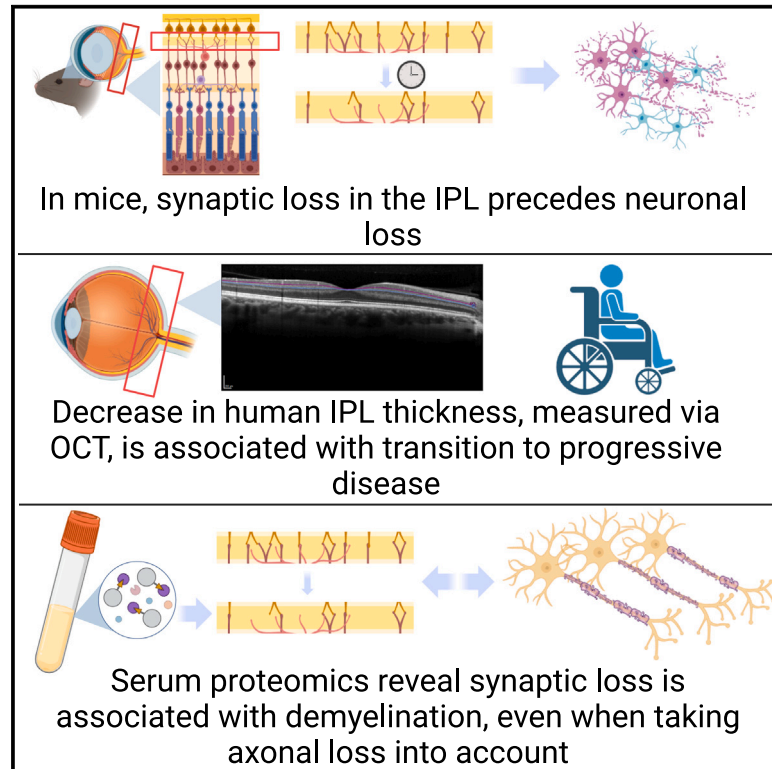 In mice, synaptic loss in the IPL precedes neuronal
loss
Decrease in human IPL thickness, measured via
OCT, is associated with transition to progressive
disease
Serum proteomics reveal synaptic loss is
associated with demyelination, even when taking
axonal loss into account